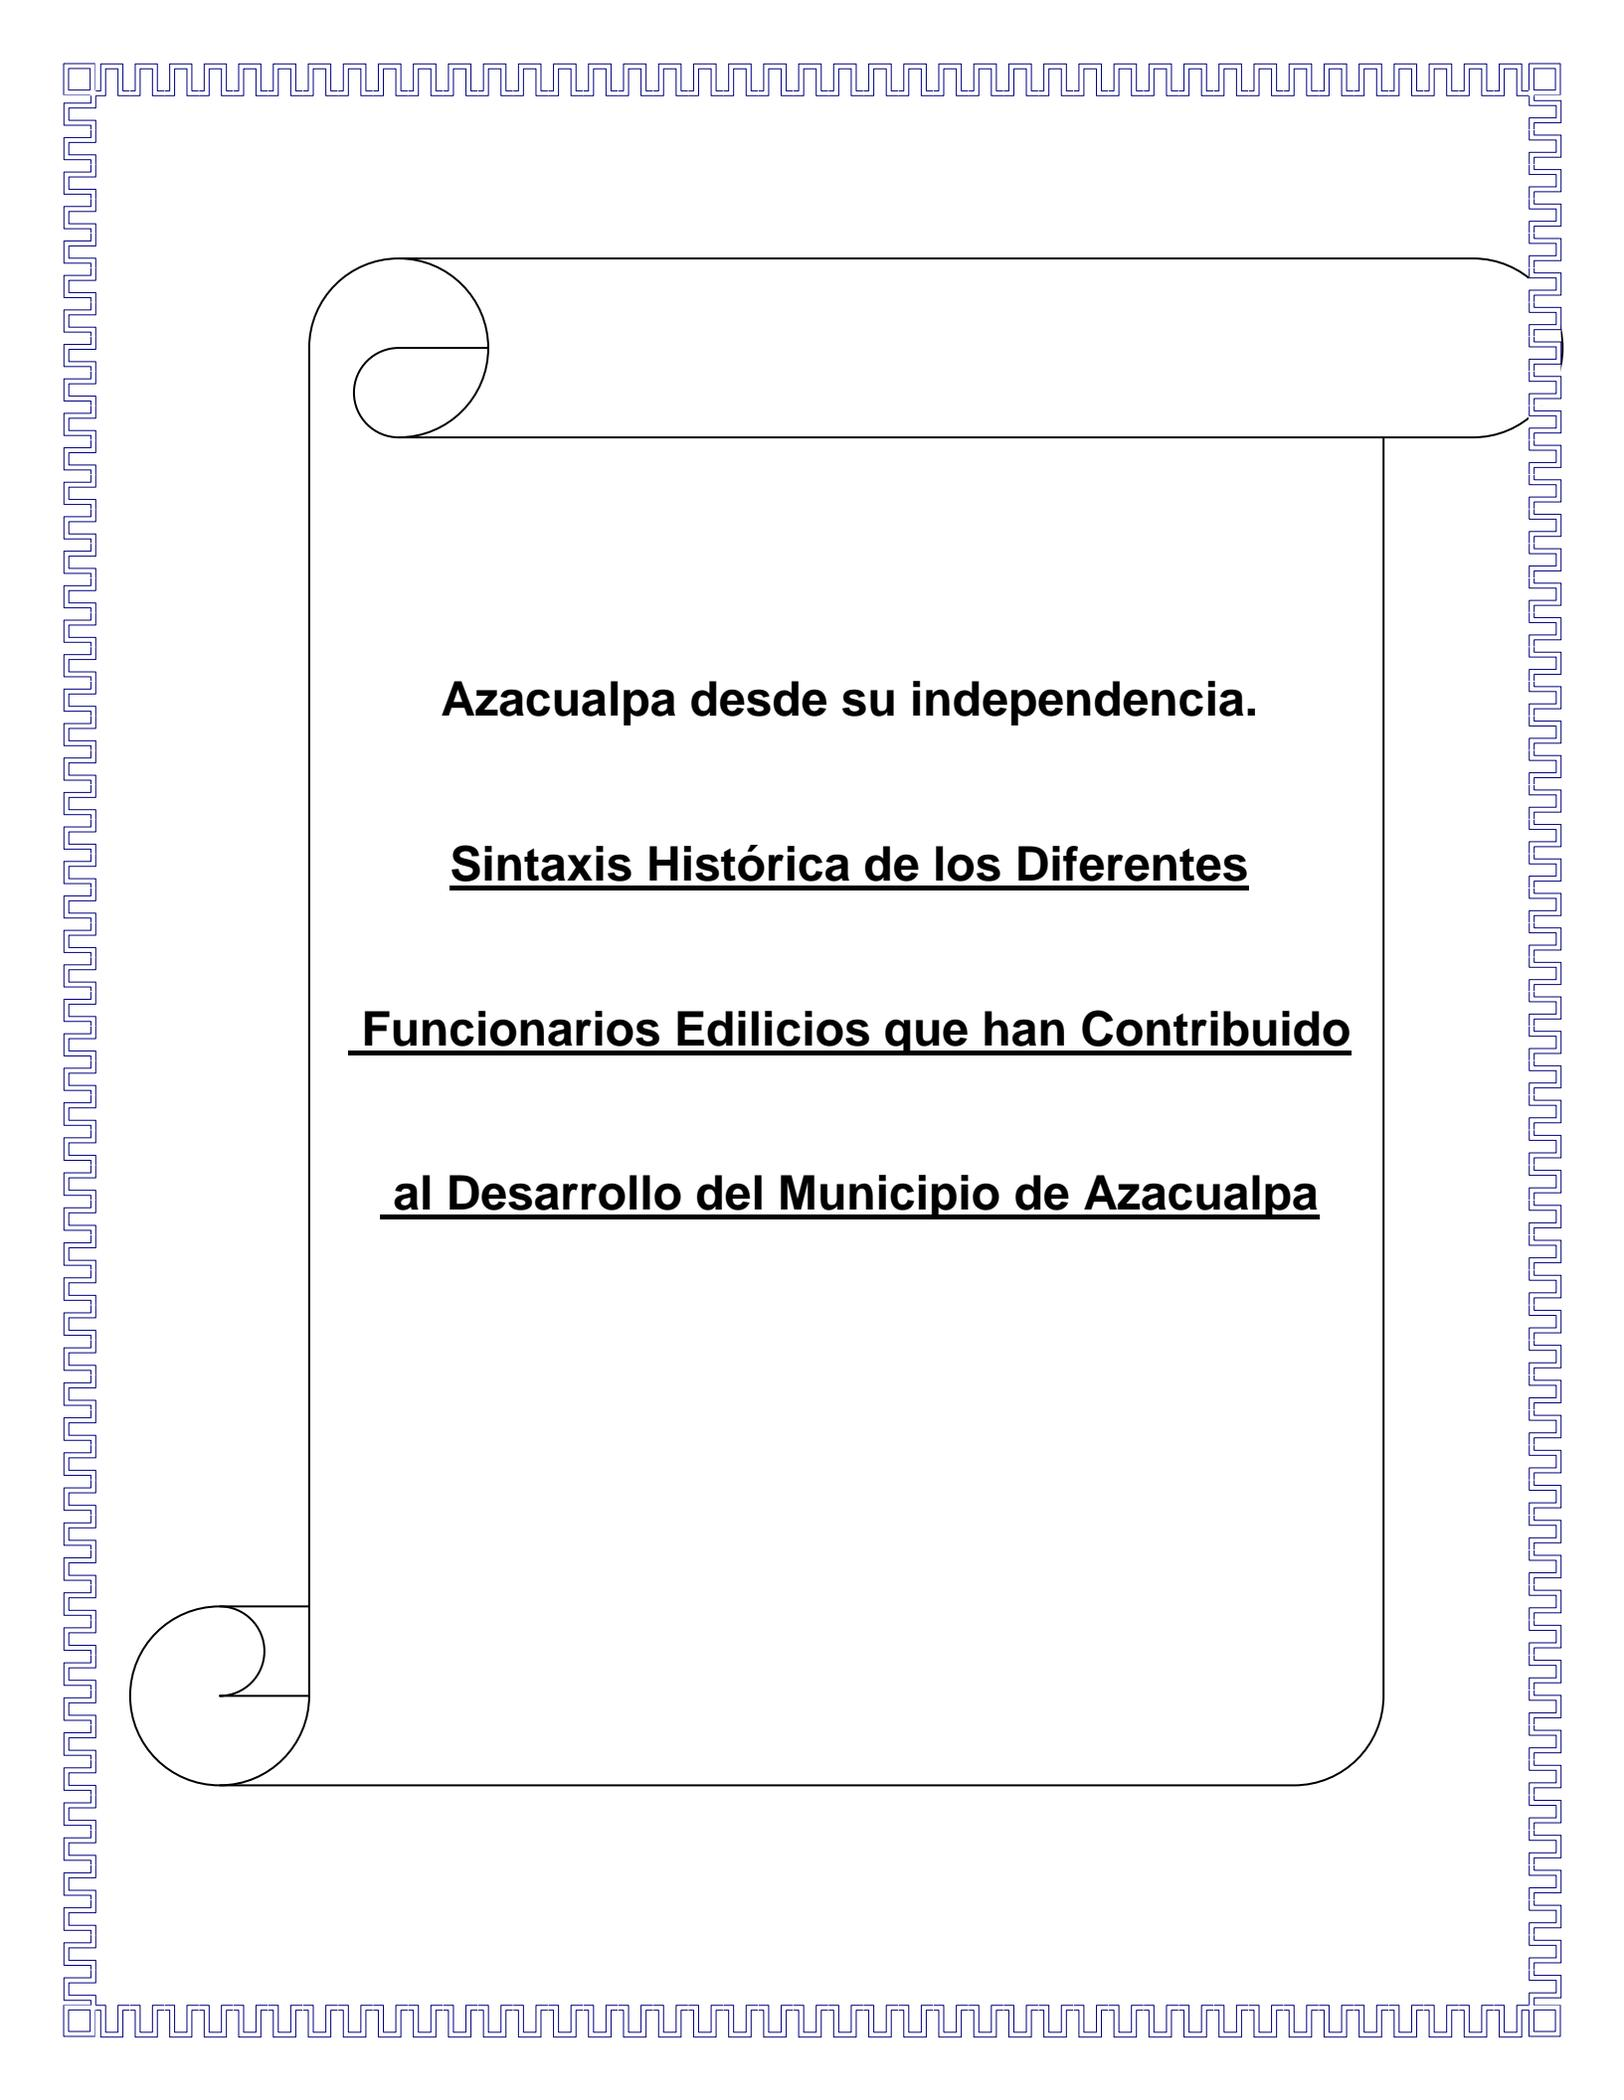 Azacualpa desde su independencia.
Sintaxis Histórica de los Diferentes
Funcionarios Edilicios que han Contribuido
al Desarrollo del Municipio de Azacualpa